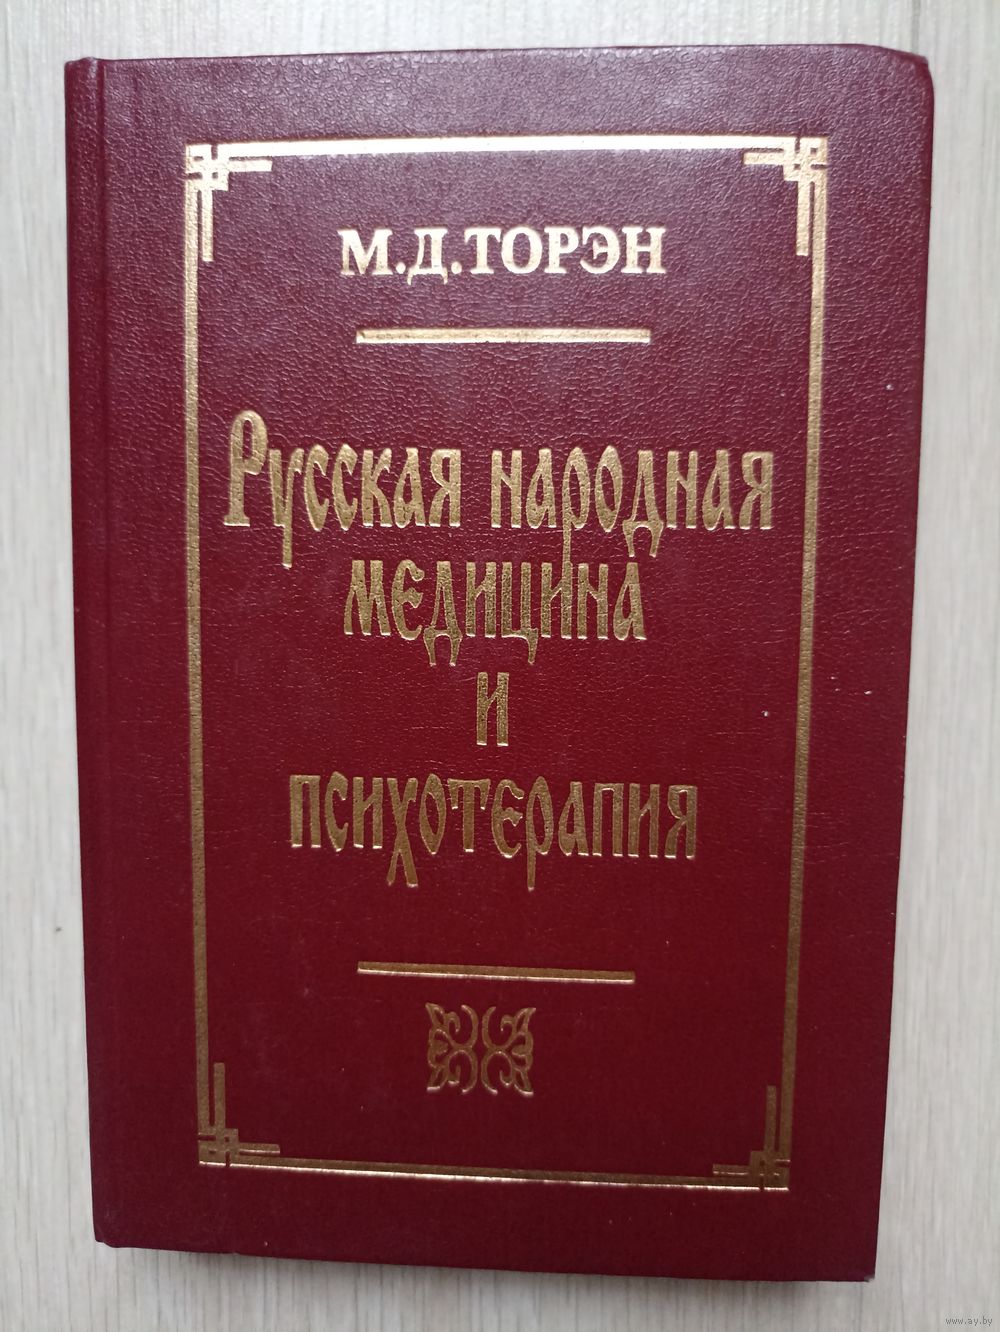 М.Д.ТОРЭН
Русская народная
медицина
и
психотерапия
www.ay.by